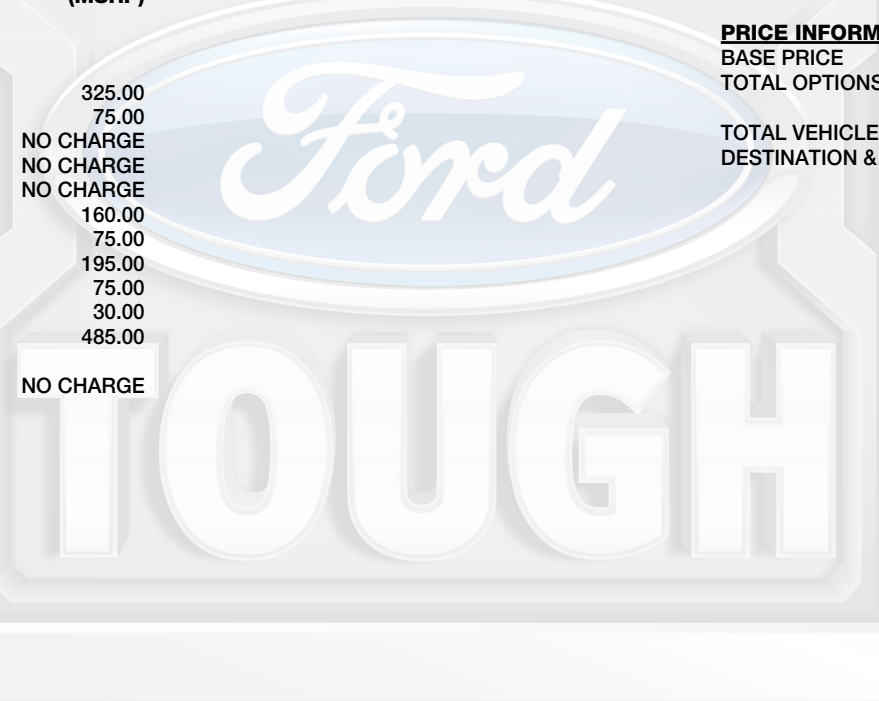 (MSRP)
325.00
75.00
NO CHARGE
NO CHARGE
NO CHARGE
160.00
75.00
195.00
75.00
30.00
485.00
NO CHARGE
PRICE INFORM
BASE PRICE
TOTAL OPTIONS
TOTAL VEHICLE
DESTINATION &
Ford
TOUGH